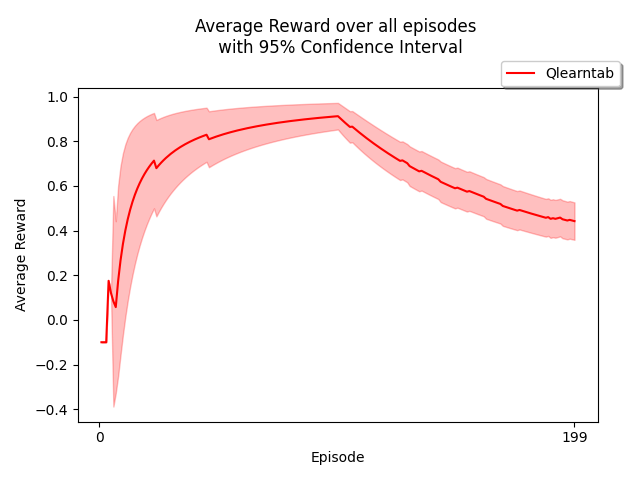 Average Reward over all episodes
with 95% Confidence Interval
Qlearntab
1.0
0.8
0.6
0.4
0.2
0.0
−0.2
−0.4
Average Reward
0
199
Episode